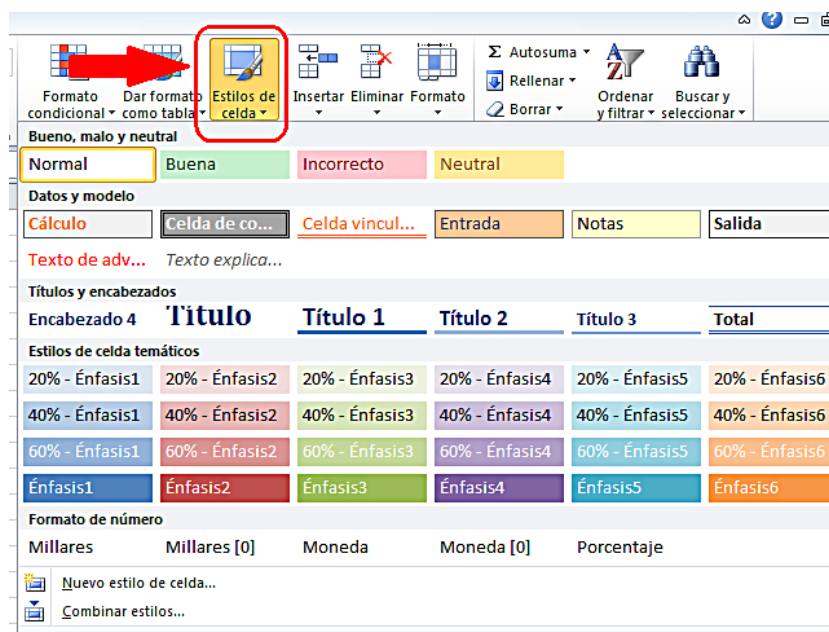 Formato condicional
Dar formato como tabla
Estilos de celda
Insertar
Eliminar
Formato
Σ Autosuma
Rellenar
Borrar
Ordenar y filtrar
Buscar y seleccionar
Bueno, malo y neutral
Normal Buena Incorrecto Neutral
Datos y modelo
Cálculo Celda de co... Celda vincul... Entrada Notas Salida
Texto de adv... Texto explica...
Títulos y encabezados
Encabezado 4 Título Título 1 Título 2 Título 3 Total
Estilos de celda temáticos
20% - Énfasis1 20% - Énfasis2 20% - Énfasis3 20% - Énfasis4 20% - Énfasis5 20% - Énfasis6
40% - Énfasis1 40% - Énfasis2 40% - Énfasis3 40% - Énfasis4 40% - Énfasis5 40% - Énfasis6
60% - Énfasis1 60% - Énfasis2 60% - Énfasis3 60% - Énfasis4 60% - Énfasis5 60% - Énfasis6
Énfasis1 Énfasis2 Énfasis3 Énfasis4 Énfasis5 Énfasis6
Formato de número
Millares Millares [0] Moneda Moneda [0] Porcentaje
Nuevo estilo de celda...
Combinar estilos...